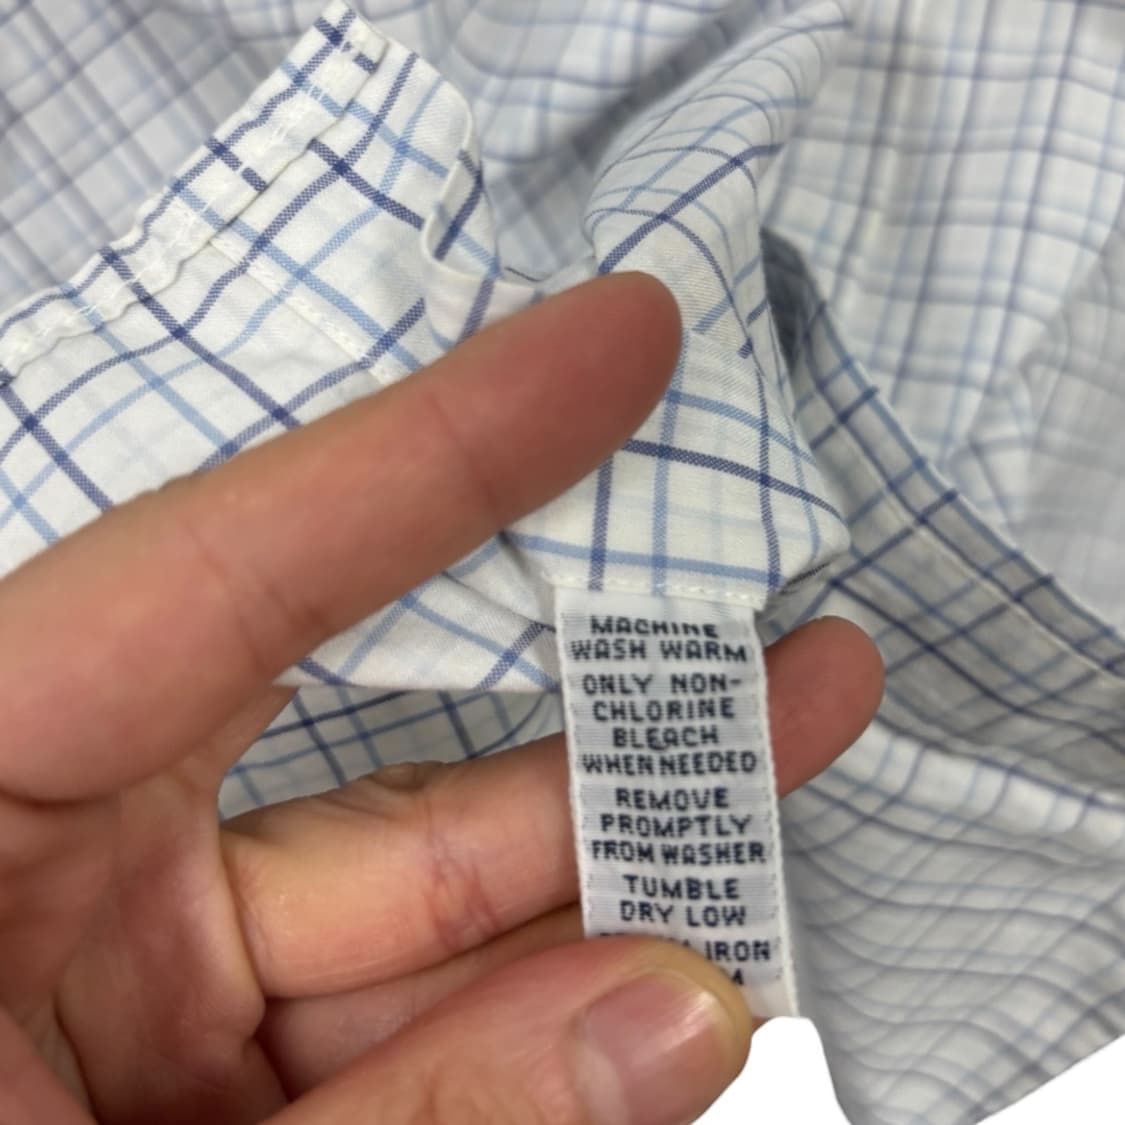 MACHINE
WASH WARM
ONLY NON-
CHLORINE
BLEACH
WHEN NEEDED
REMOVE
PROMPTLY
FROM WASHER
TUMBLE
DRY LOW
IRON